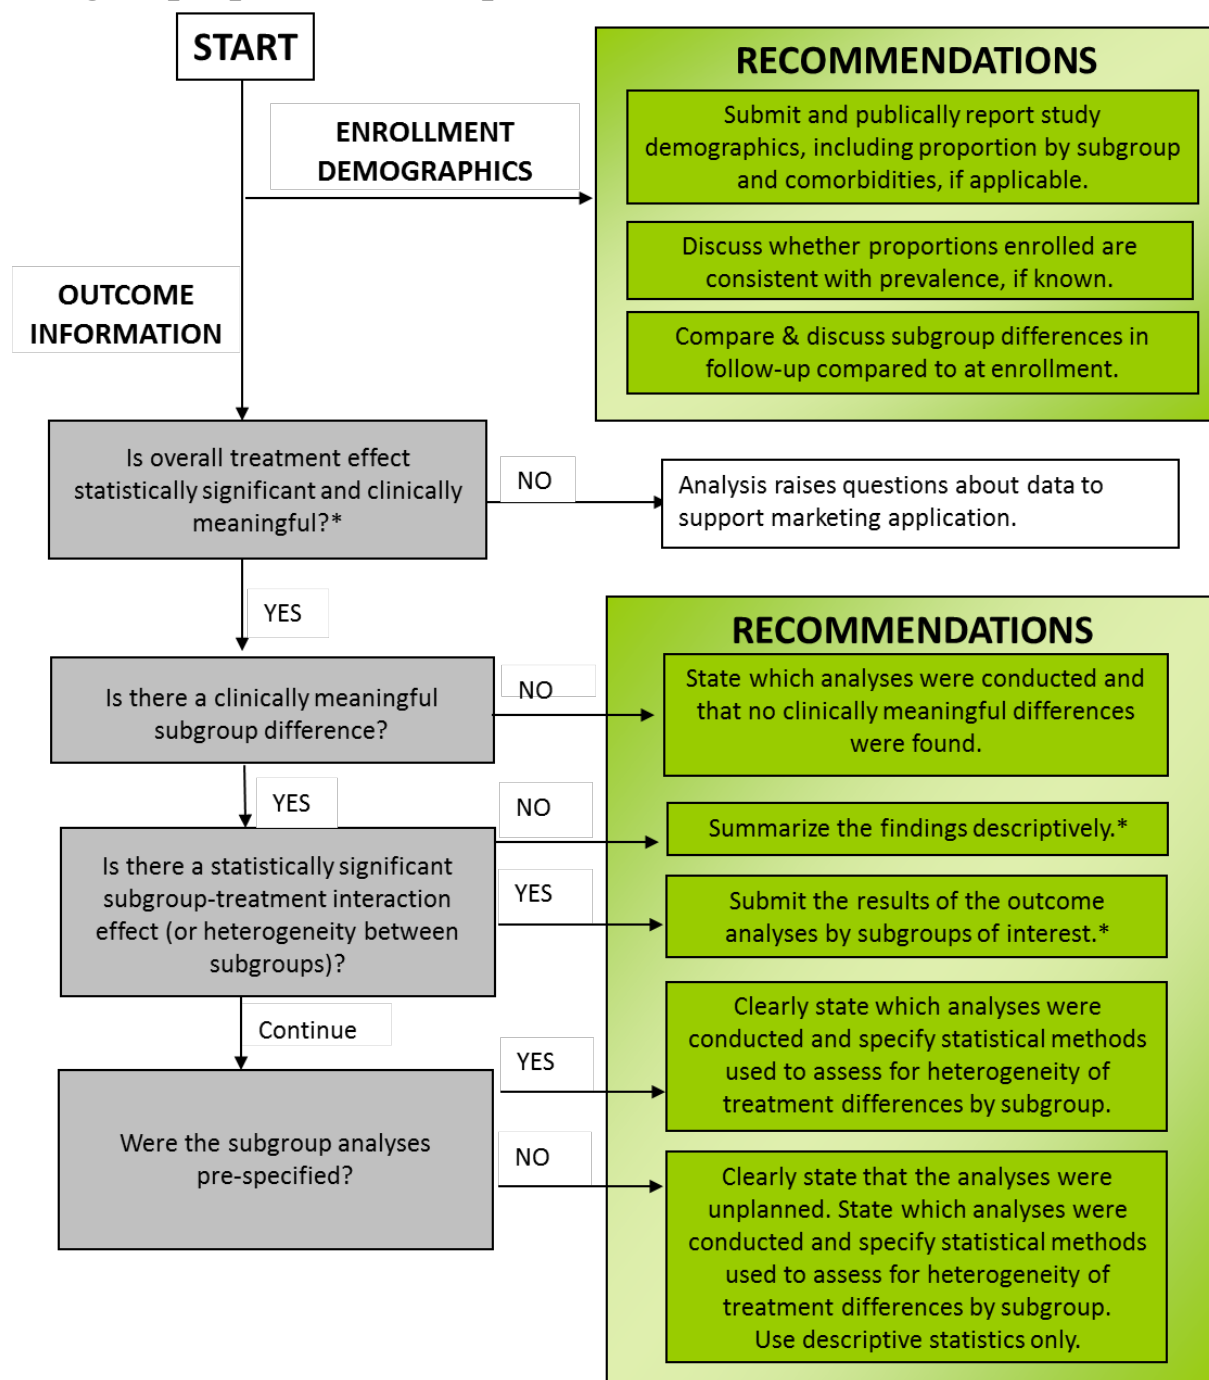 START
ENROLLMENT
DEMOGRAPHICS
RECOMMENDATIONS
Submit and publically report study
demographics, including proportion by subgroup
and comorbidities, if applicable.
Discuss whether proportions enrolled are
consistent with prevalence, if known.
Compare & discuss subgroup differences in
follow-up compared to at enrollment.
OUTCOME
INFORMATION
Is overall treatment effect
statistically significant and clinically
meaningful?*
NO
Analysis raises questions about data to
support marketing application.
YES
RECOMMENDATIONS
Is there a clinically meaningful
subgroup difference?
NO
State which analyses were conducted and
that no clinically meaningful differences
were found.
YES
Is there a statistically significant
subgroup-treatment interaction
effect (or heterogeneity between
subgroups)?
NO
Summarize the findings descriptively.*
YES
Submit the results of the outcome
analyses by subgroups of interest.*
Continue
Were the subgroup analyses
pre-specified?
YES
Clearly state which analyses were
conducted and specify statistical methods
used to assess for heterogeneity of
treatment differences by subgroup.
NO
Clearly state that the analyses were
unplanned. State which analyses were
conducted and specify statistical methods
used to assess for heterogeneity of
treatment differences by subgroup.
Use descriptive statistics only.